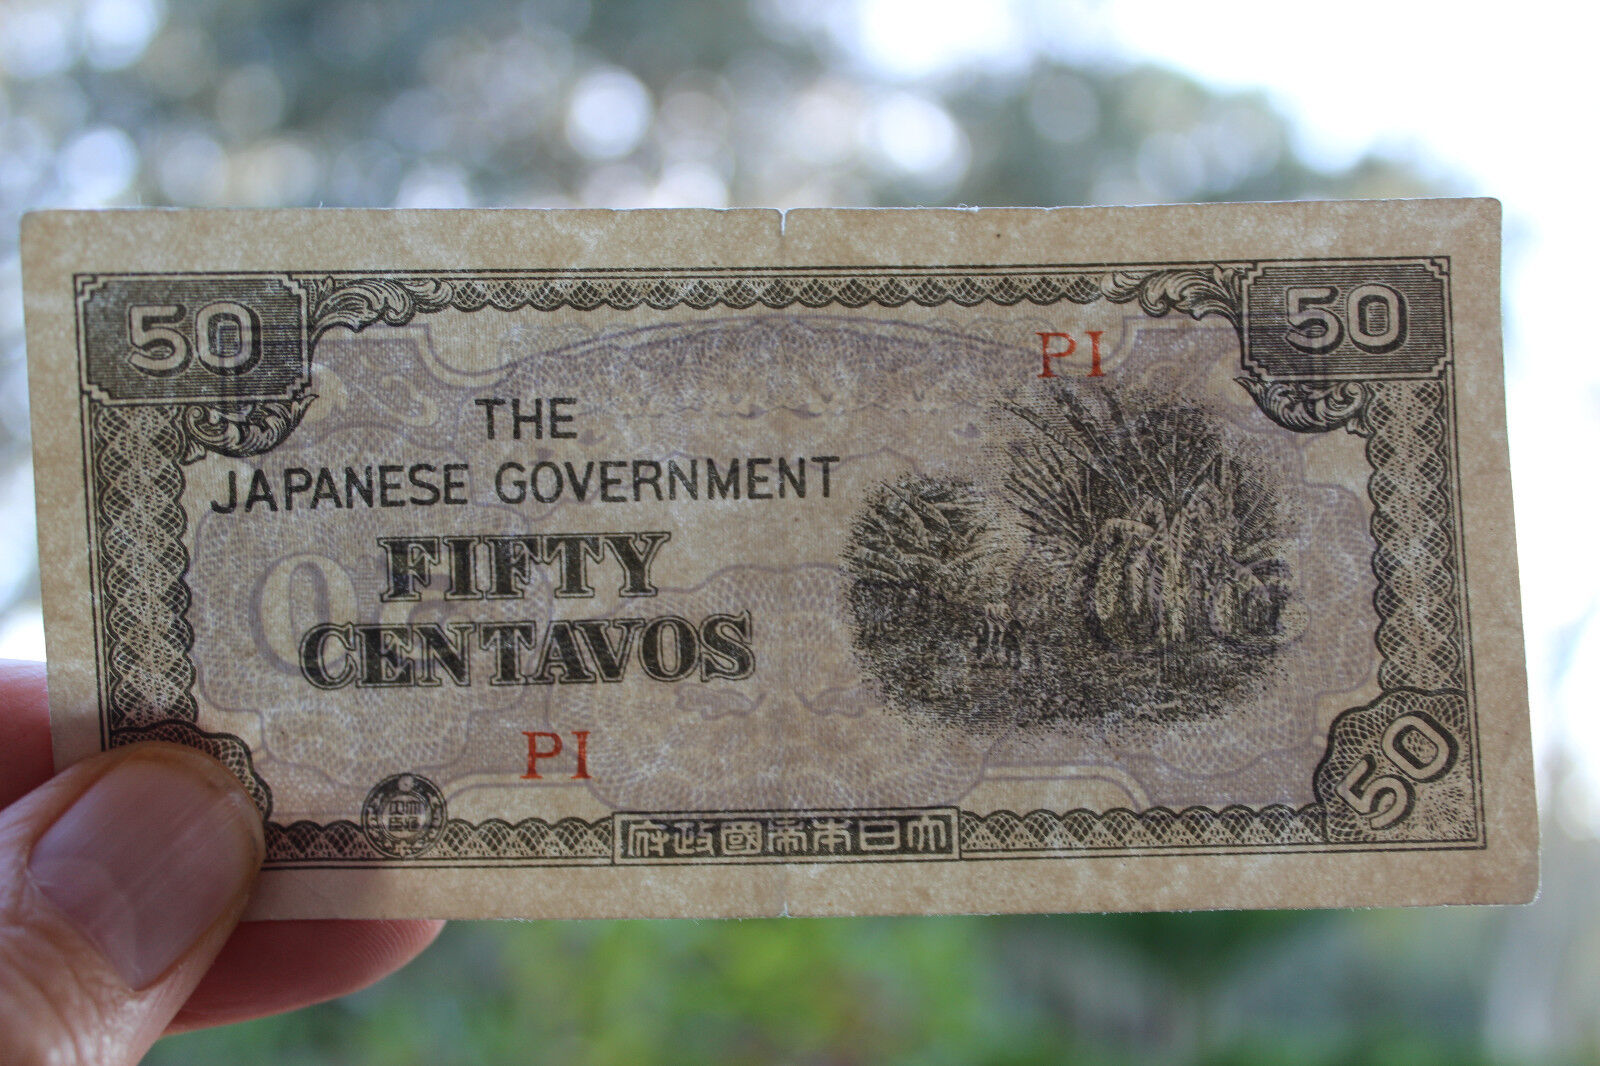 50
50
PI
THE
JAPANESE GOVERNMENT
FIFTY
CENTAVOS
PI
50
大日本帝國政府